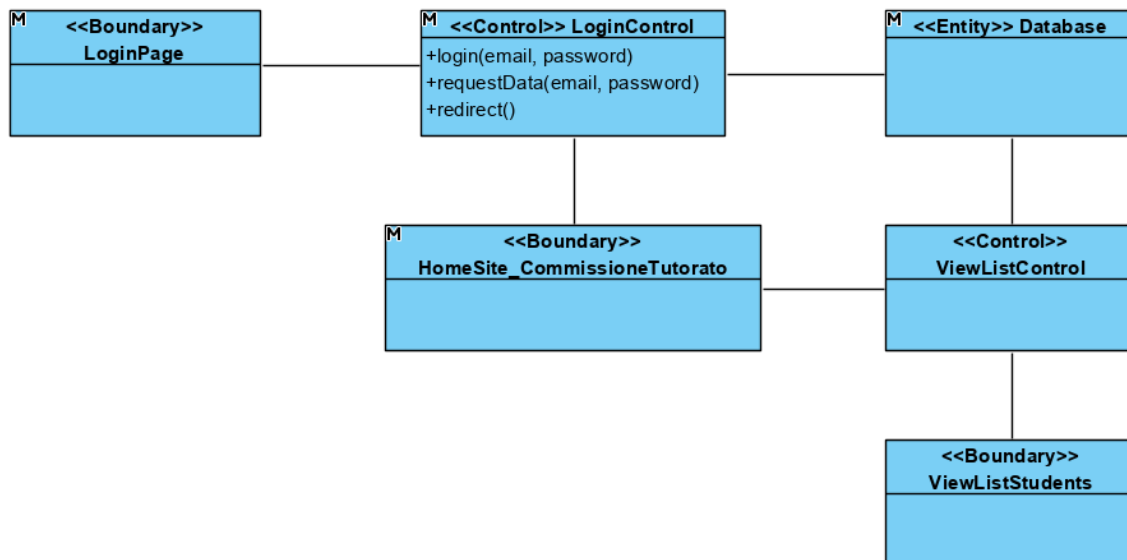 M
<<Boundary>>
LoginPage
M
<<Control>> LoginControl
+login(email, password)
+requestData(email, password)
+redirect()
M
<<Entity>> Database
M
<<Boundary>>
HomeSite_CommissioneTutorato
<<Control>>
ViewListControl
<<Boundary>>
ViewListStudents